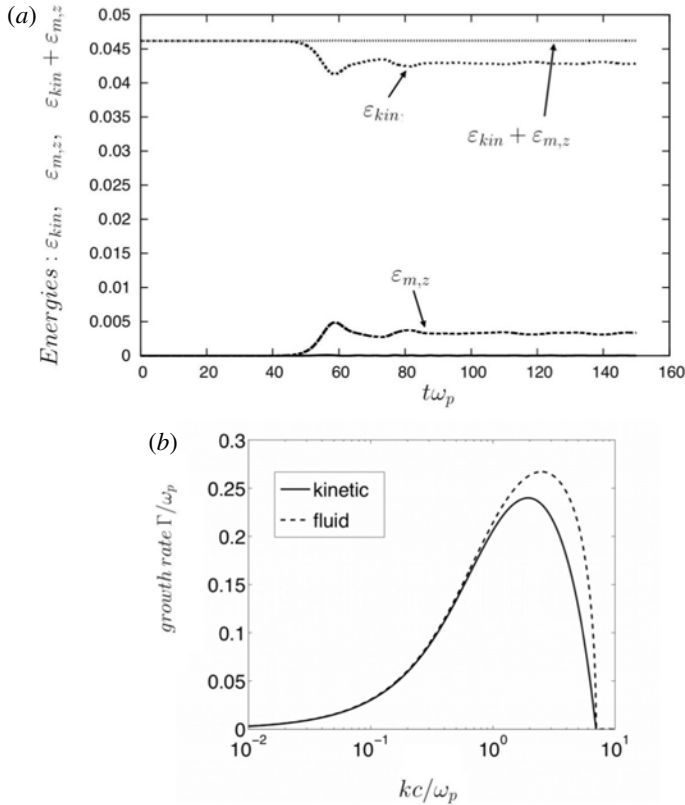 (a)
0.05
0.045
0.04
0.035
0.03
0.025
0.02
0.015
0.01
0.005
0
Energies : εkin, εm,z, εkin + εm,z
εkin
εkin + εm,z
εm,z
0 20 40 60 80 100 120 140 160
tωp
(b)
0.3
0.25
0.2
0.15
0.1
0.05
0
growth rate Γ/ωp
kinetic
fluid
10⁻² 10⁻¹ 10⁰ 10¹
kc/ωp